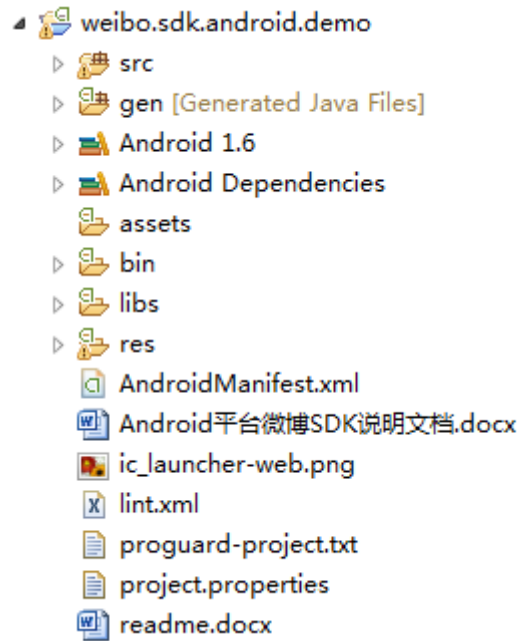 weibo.sdk.android.demo
src
gen [Generated Java Files]
Android 1.6
Android Dependencies
assets
bin
libs
res
AndroidManifest.xml
Android平台微博SDK说明文档.docx
ic_launcher-web.png
lint.xml
proguard-project.txt
project.properties
readme.docx